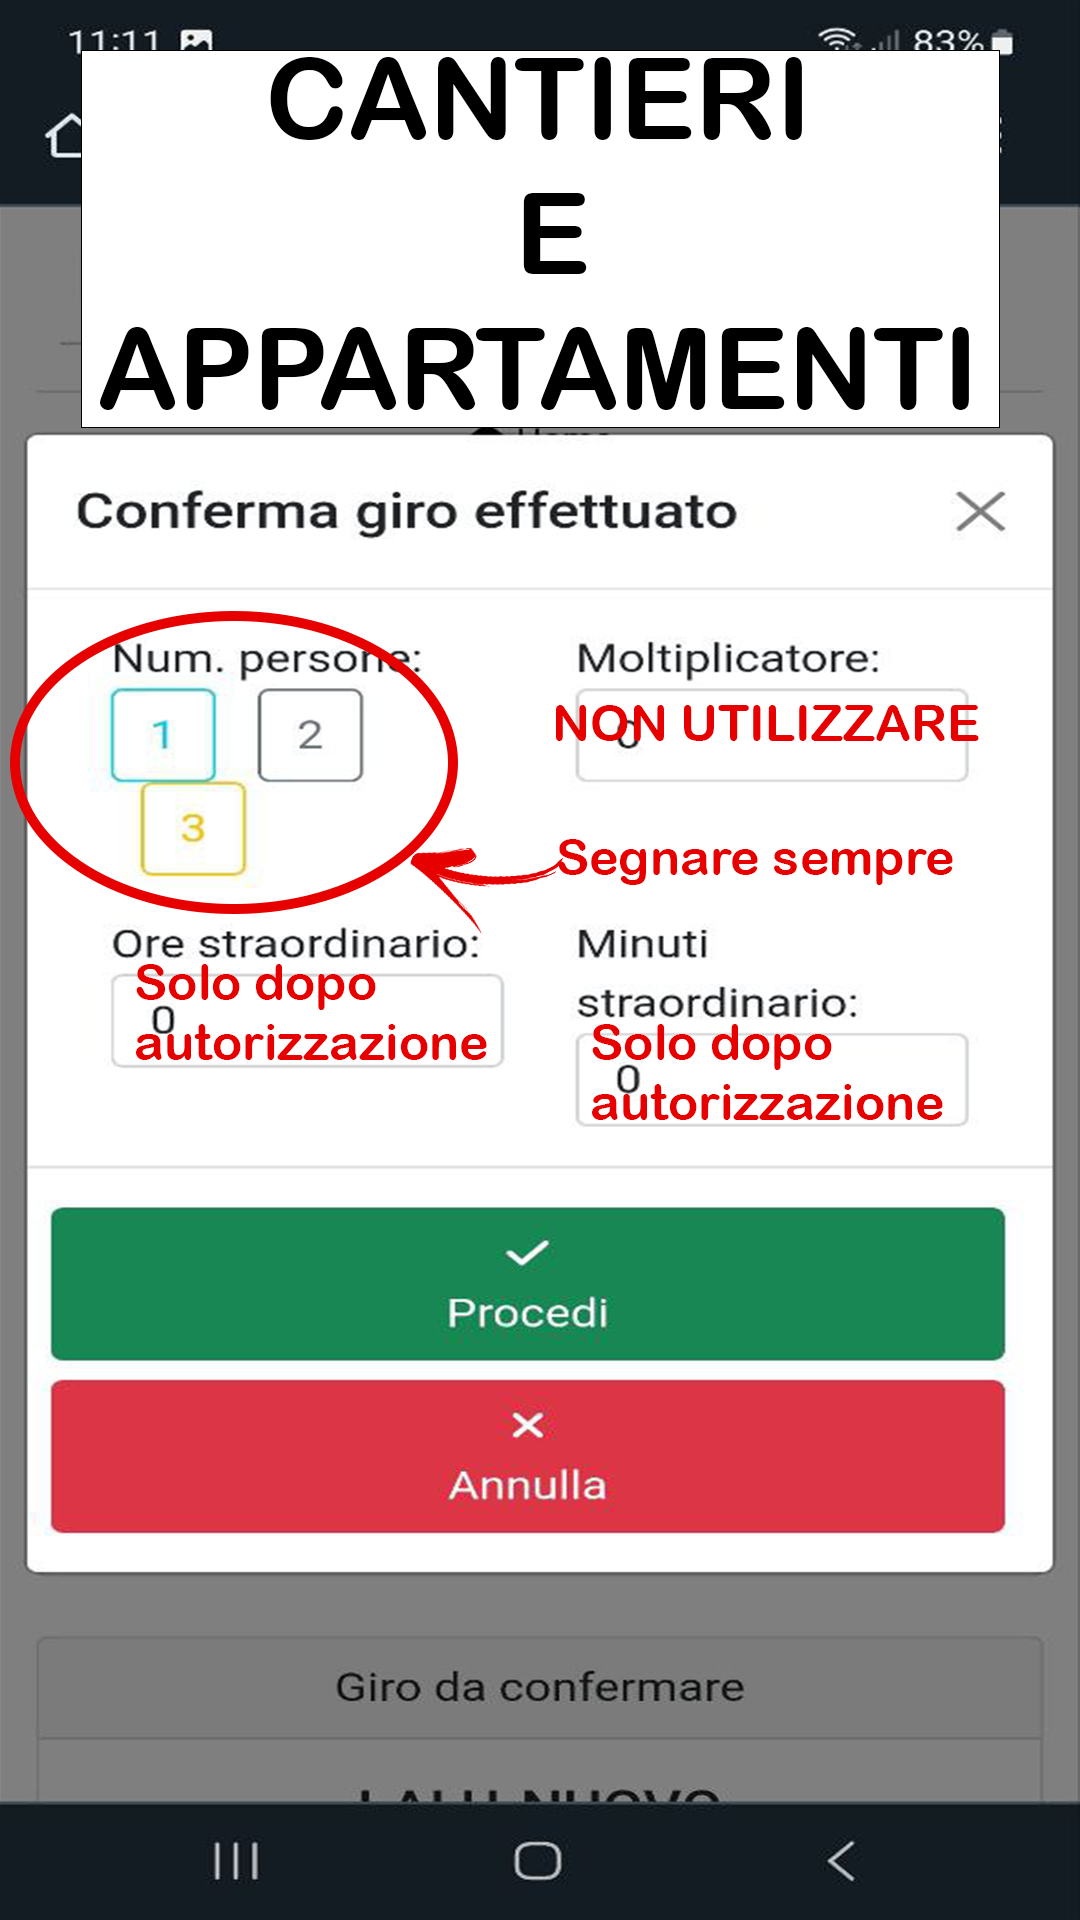 11:11
83%
CANTIERI
E
APPARTAMENTI
Conferma giro effettuato
Num. persone:
Moltiplicatore:
1
2
0
NON UTILIZZARE
3
Segnare sempre
Ore straordinario:
Minuti
straordinario:
0
Solo dopo
autorizzazione
0
Solo dopo
autorizzazione
Procedi
Annulla
Giro da confermare